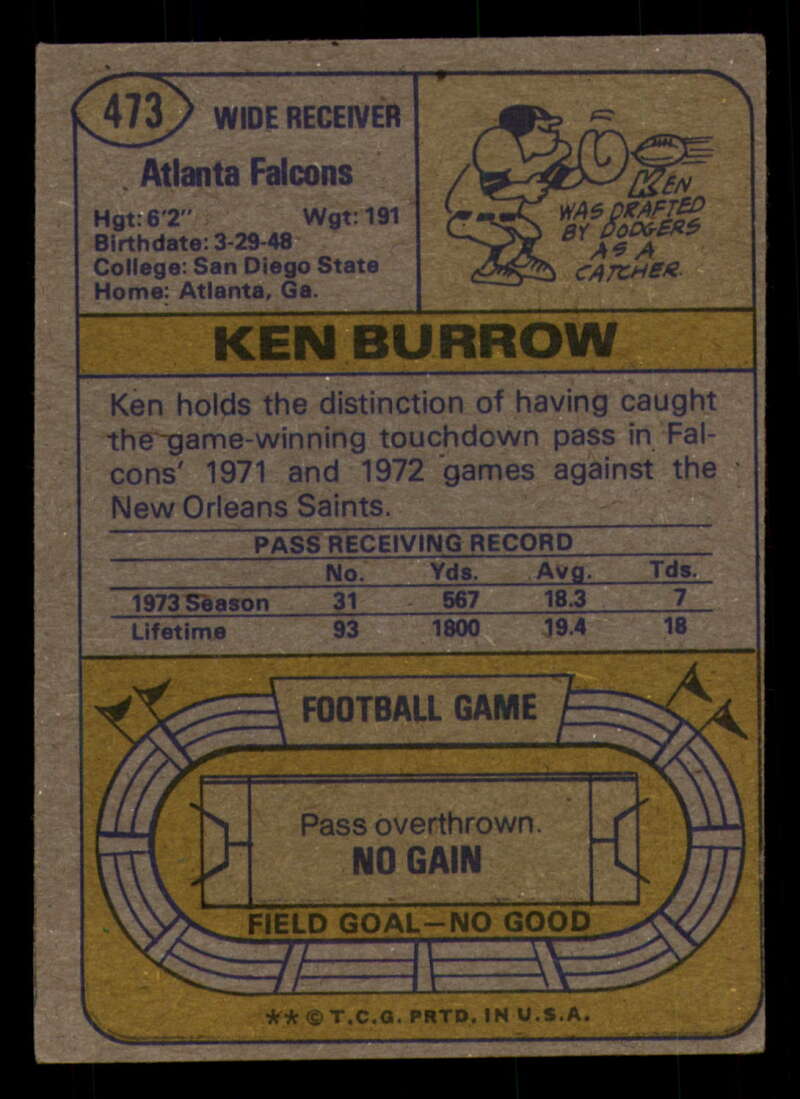 473
WIDE RECEIVER
Atlanta Falcons
Hgt: 6'2" Wgt: 191
Birthdate: 3-29-48
College: San Diego State
Home: Atlanta, Ga.
KEN
WAS DRAFTED
BY DODGERS
AS A
CATCHER.
KEN BURROW
Ken holds the distinction of having caught
the game-winning touchdown pass in Fal-
cons' 1971 and 1972 games against the
New Orleans Saints.
PASS RECEIVING RECORD
No. Yds. Avg. Tds.
1973 Season 31 567 18.3 7
Lifetime 93 1800 19.4 18
FOOTBALL GAME
Pass overthrown.
NO GAIN
FIELD GOAL—NO GOOD
** © T.C.G. PRTD. IN U.S.A.